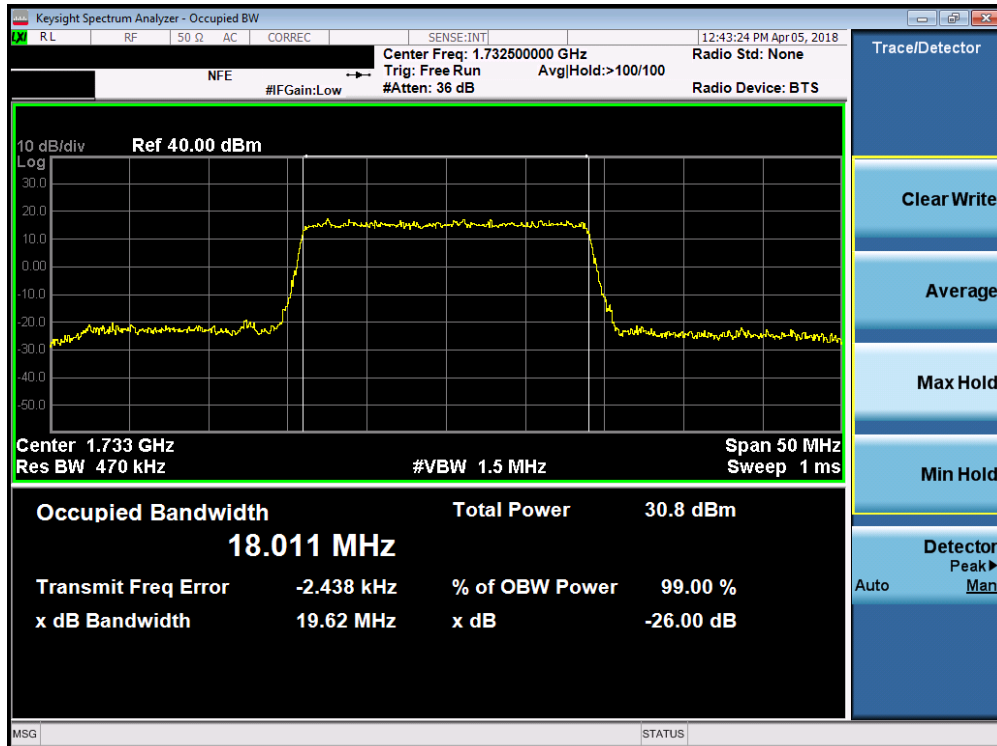 Keysight Spectrum Analyzer - Occupied BW
LXI RL RF 50 Ω AC CORREC SENSE:INT 12:43:24 PM Apr 05, 2018
Center Freq: 1.732500000 GHz Radio Std: None
NFE Trig: Free Run Avg|Hold:>100/100
#IFGain:Low #Atten: 36 dB Radio Device: BTS
10 dB/div Ref 40.00 dBm
Log
30.0
20.0
10.0
0.00
-10.0
-20.0
-30.0
-40.0
-50.0
Center 1.733 GHz Span 50 MHz
Res BW 470 kHz #VBW 1.5 MHz Sweep 1 ms
Occupied Bandwidth Total Power 30.8 dBm
18.011 MHz
Transmit Freq Error -2.438 kHz % of OBW Power 99.00 %
x dB Bandwidth 19.62 MHz x dB -26.00 dB
MSG STATUS
Trace/Detector
Clear Write
Average
Max Hold
Min Hold
Detector
Peak▶
Auto Man